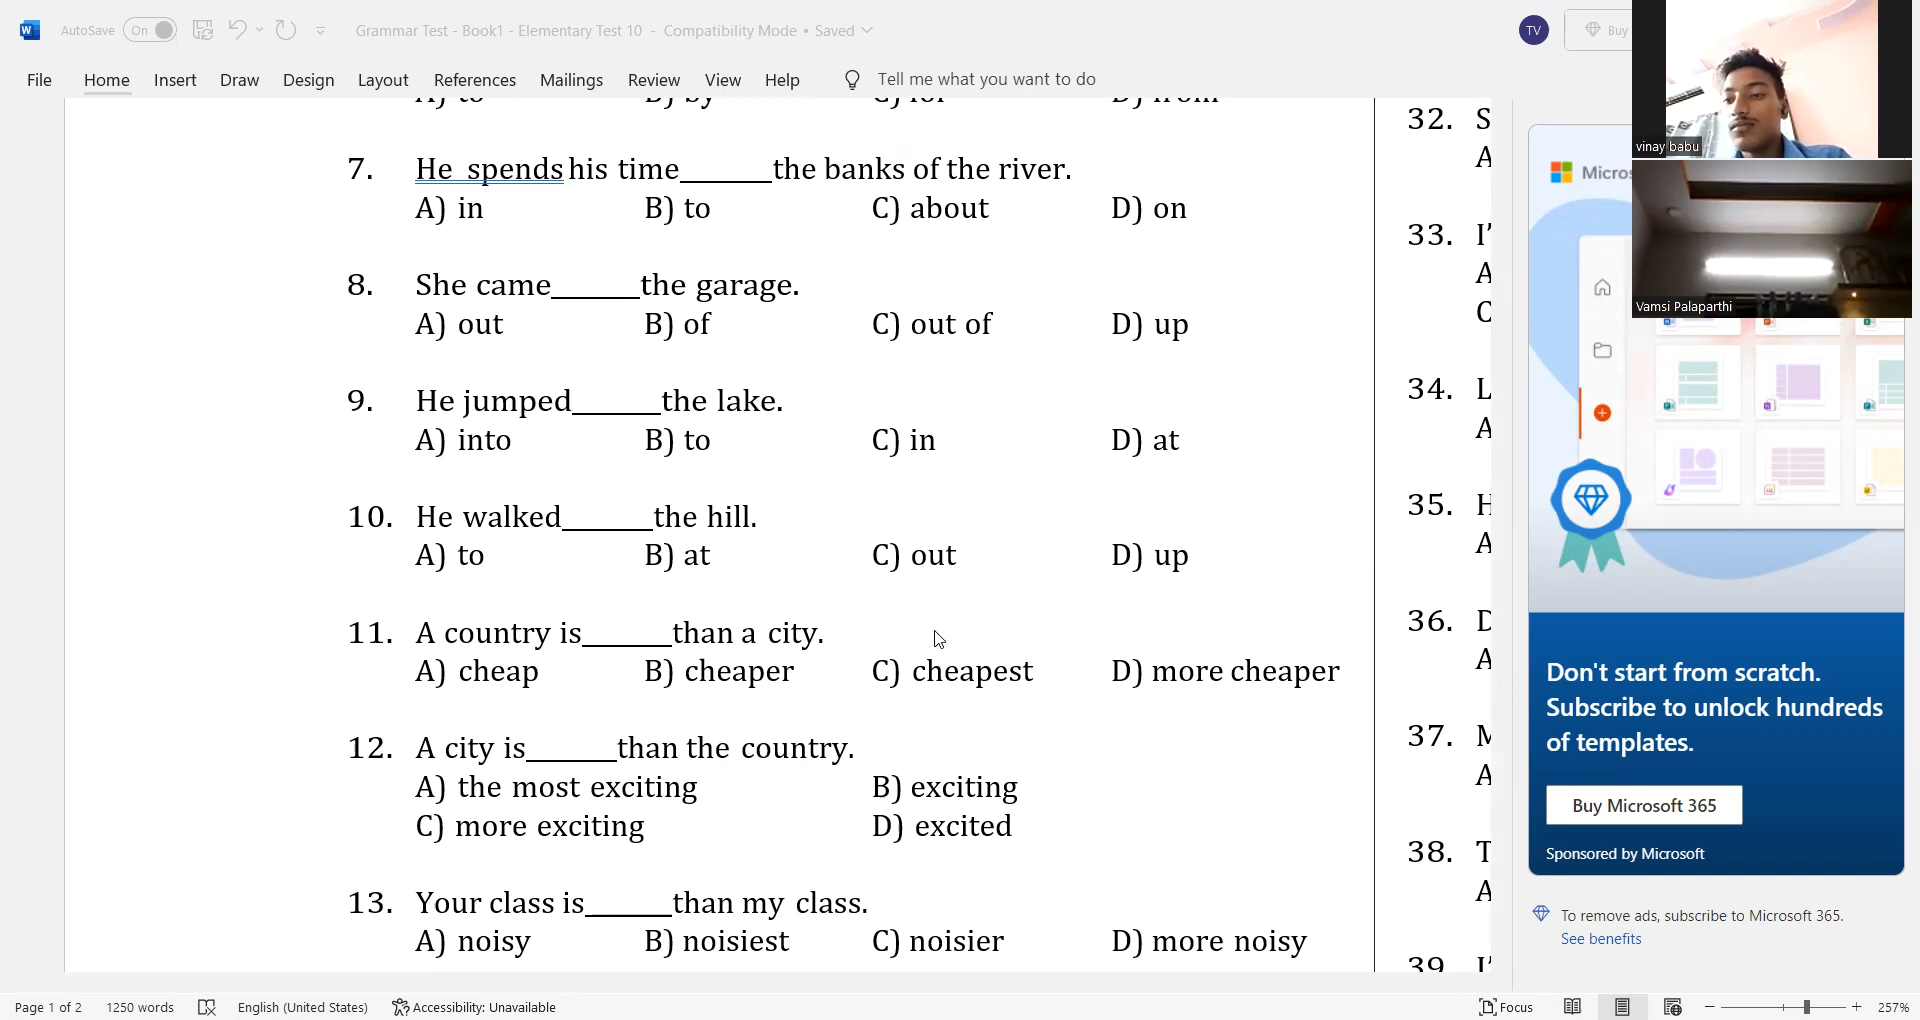 AutoSave On Grammar Test - Book1 - Elementary Test 10 - Compatibility Mode • Saved TV Buy
File Home Insert Draw Design Layout References Mailings Review View Help Tell me what you want to do
7. He spends his time______the banks of the river.
A) in B) to C) about D) on
8. She came______the garage.
A) out B) of C) out of D) up
9. He jumped______the lake.
A) into B) to C) in D) at
10. He walked______the hill.
A) to B) at C) out D) up
11. A country is______than a city.
A) cheap B) cheaper C) cheapest D) more cheaper
12. A city is______than the country.
A) the most exciting B) exciting
C) more exciting D) excited
13. Your class is______than my class.
A) noisy B) noisiest C) noisier D) more noisy
32. S
A
33. I'
A
C
34. L
A
35. H
A
36. D
A
37. M
A
38. T
A
39. I'
vinay babu
Micros
Vamsi Palaparthi
Don't start from scratch.
Subscribe to unlock hundreds
of templates.
Buy Microsoft 365
Sponsored by Microsoft
To remove ads, subscribe to Microsoft 365.
See benefits
Page 1 of 2 1250 words English (United States) Accessibility: Unavailable Focus 257%